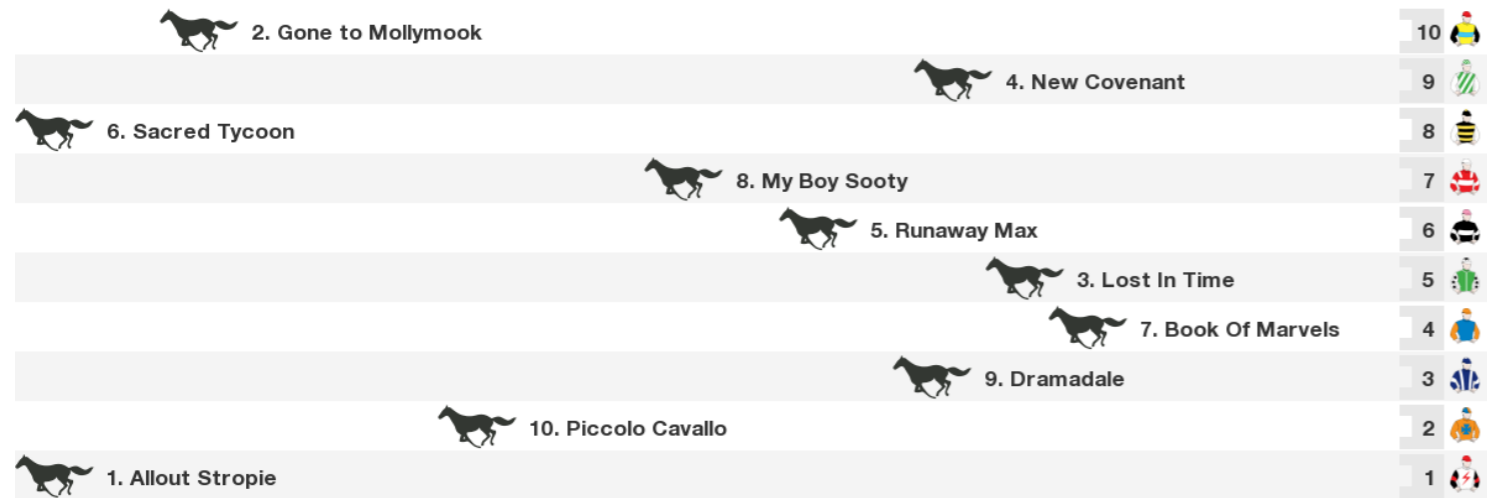 2. Gone to Mollymook 10
4. New Covenant 9
6. Sacred Tycoon 8
8. My Boy Sooty 7
5. Runaway Max 6
3. Lost In Time 5
7. Book Of Marvels 4
9. Dramadale 3
10. Piccolo Cavallo 2
1. Allout Stropie 1